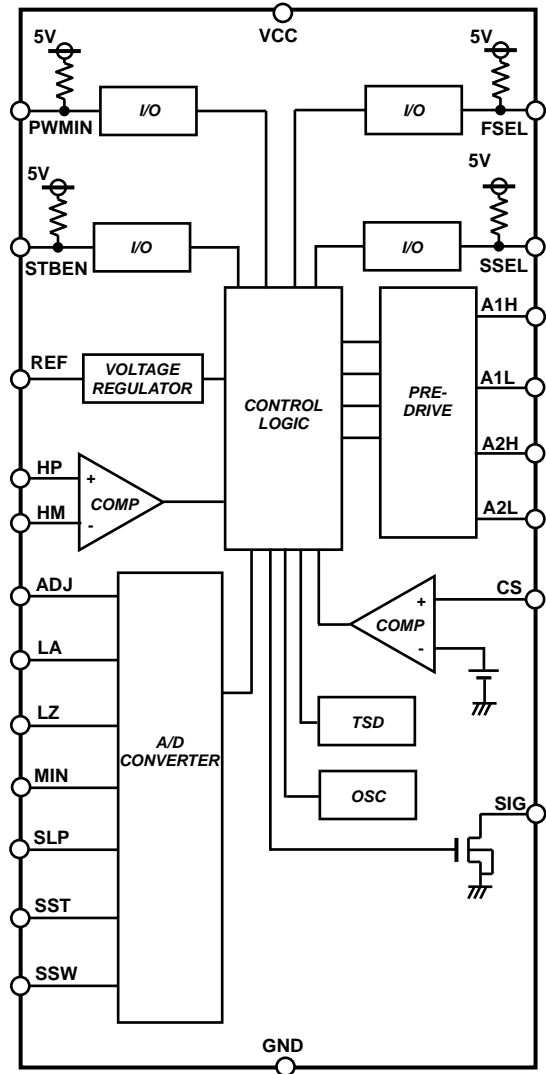 VCC
5V
5V
I/O
I/O
PWMIN
FSEL
5V
5V
I/O
I/O
STBEN
SSEL
A1H
REF
VOLTAGE
REGULATOR
CONTROL
LOGIC
PRE-
DRIVE
A1L
A2H
A2L
HP
+
COMP
HM
-
ADJ
CS
+
COMP
-
LA
LZ
A/D
CONVERTER
TSD
MIN
OSC
SIG
SLP
SST
SSW
GND